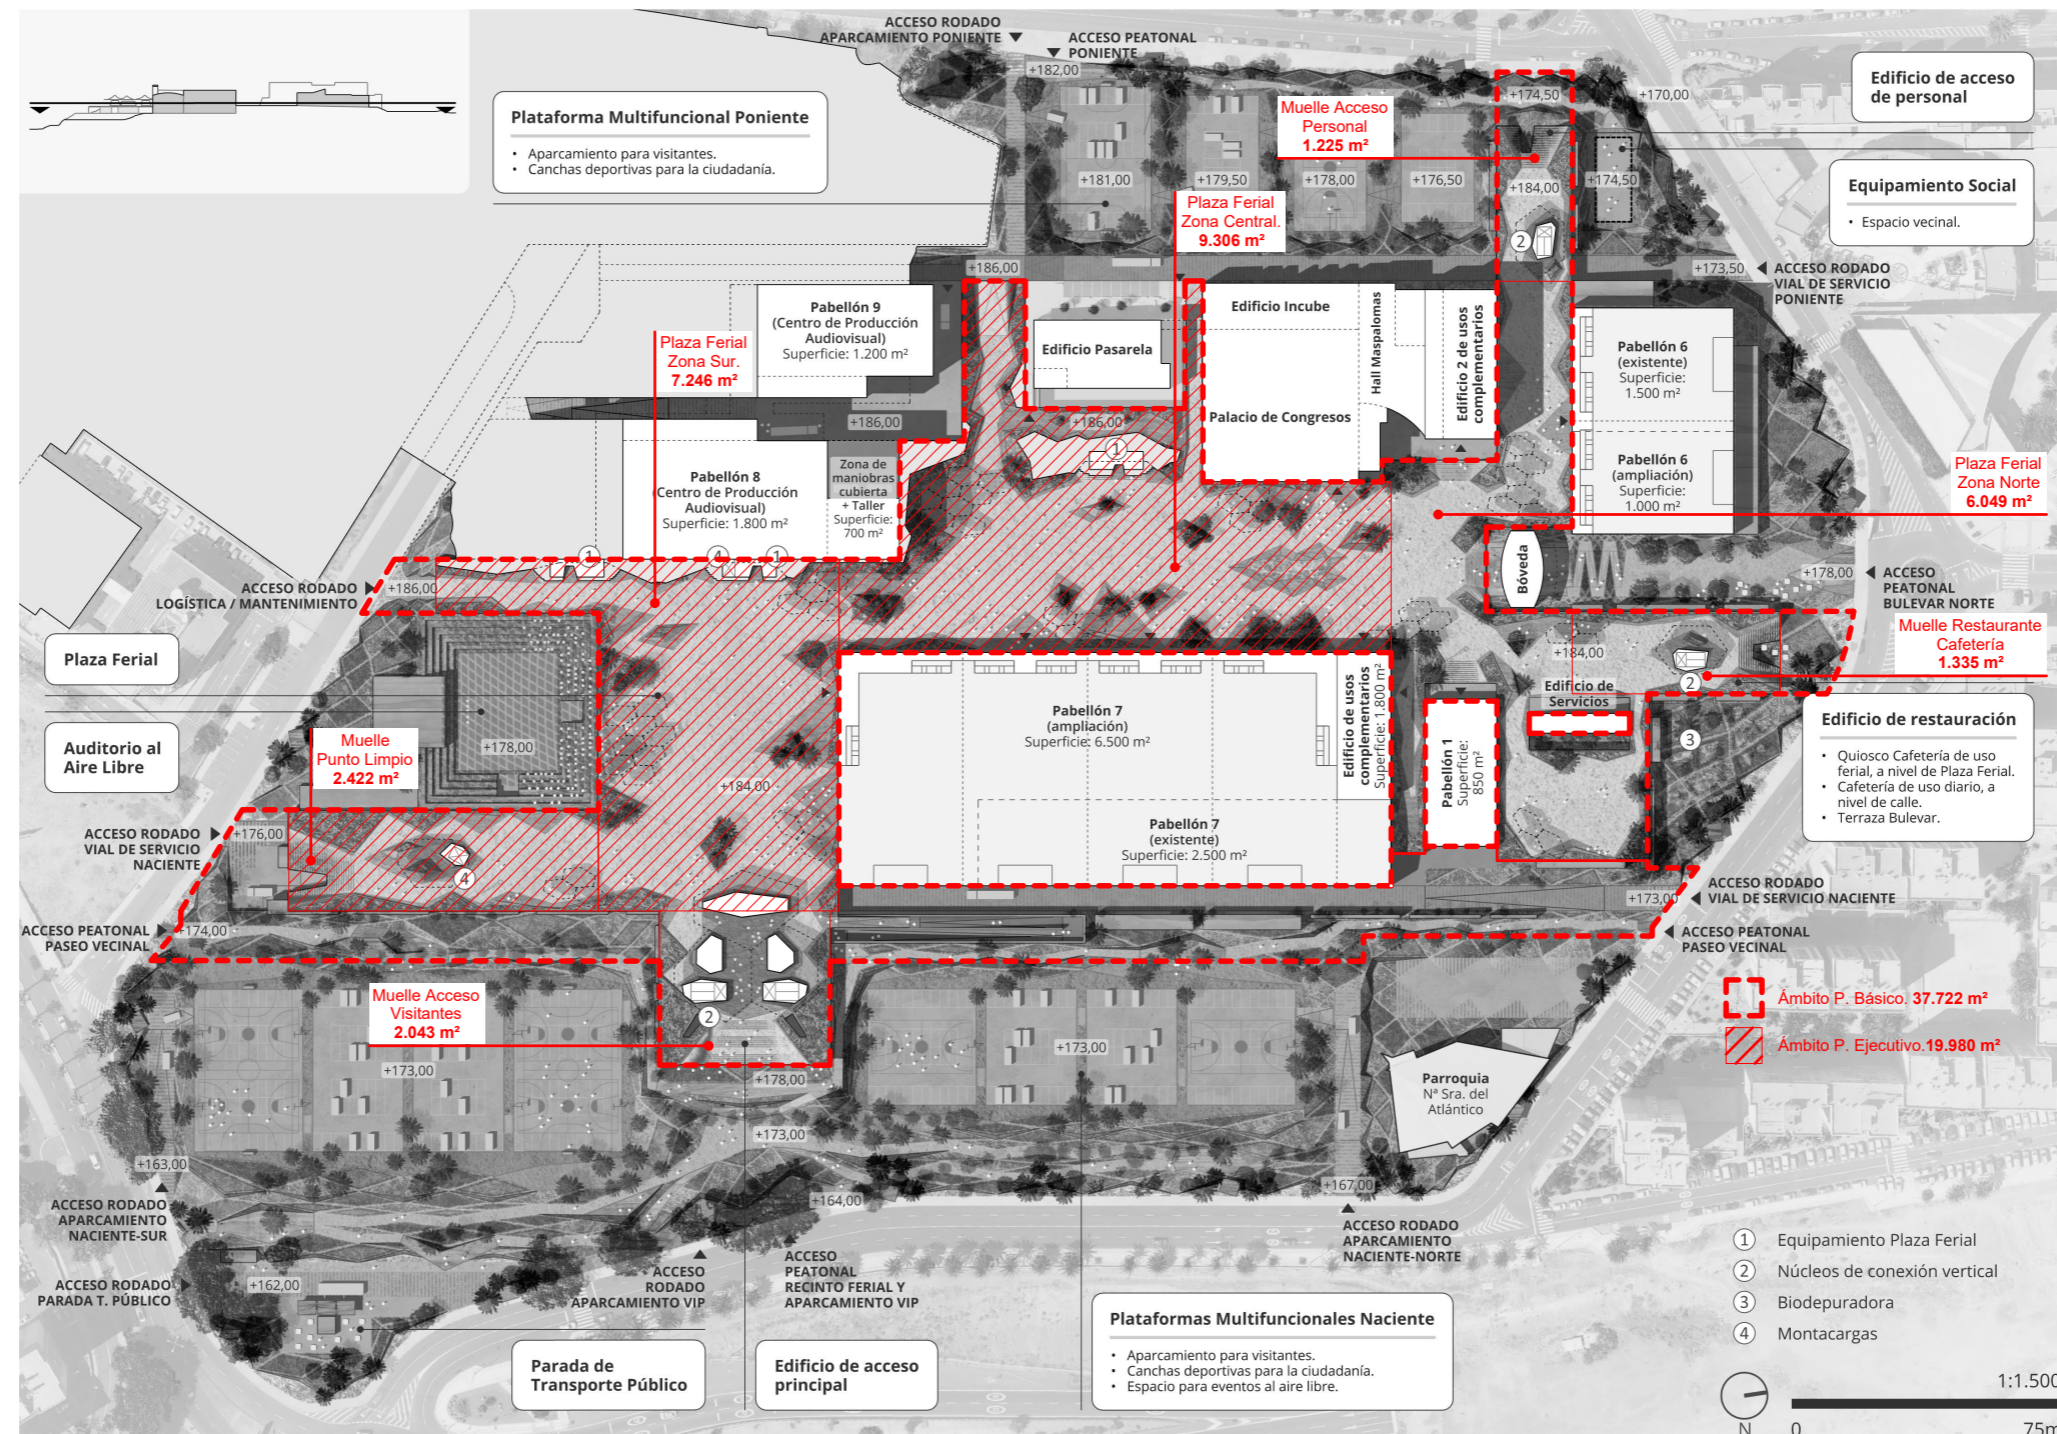 ACCESO RODADO
APARCAMIENTO PONIENTE
ACCESO PEATONAL
PONIENTE
+182,00
Plataforma Multifuncional Poniente
• Aparcamiento para visitantes.
• Canchas deportivas para la ciudadanía.
Muelle Acceso
Personal
1.225 m²
+174,50
+170,00
Edificio de acceso
de personal
+181,00
+179,50
+178,00
+176,50
+184,00
+174,50
Equipamiento Social
• Espacio vecinal.
Plaza Ferial
Zona Central.
9.306 m²
2
+186,00
+173,50
ACCESO RODADO
VIAL DE SERVICIO
PONIENTE
Pabellón 9
(Centro de Producción
Audiovisual)
Superficie: 1.200 m²
Edificio Pasarela
Edificio Incube
Hall Maspalomas
Edificio 2 de usos
complementarios
Palacio de Congresos
Pabellón 6
(existente)
Superficie:
1.500 m²
Plaza Ferial
Zona Sur.
7.246 m²
+186,00
+186,00
1
Pabellón 8
(Centro de Producción
Audiovisual)
Superficie: 1.800 m²
Zona de
maniobras
cubierta
+ Taller
Superficie:
700 m²
Pabellón 6
(ampliación)
Superficie:
1.000 m²
Plaza Ferial
Zona Norte
6.049 m²
1
4
1
Bóveda
+178,00
ACCESO
PEATONAL
BULEVAR NORTE
ACCESO RODADO
LOGÍSTICA / MANTENIMIENTO
+186,00
Muelle Restaurante
Cafetería
1.335 m²
+184,00
2
Plaza Ferial
Auditorio al
Aire Libre
+178,00
Muelle
Punto Limpio
2.422 m²
+184,00
Pabellón 7
(ampliación)
Superficie: 6.500 m²
Edificio de usos
complementarios
Superficie: 1.800 m²
Pabellón 1
Superficie:
850 m²
Edificio de
Servicios
3
Edificio de restauración
• Quiosco Cafetería de uso
ferial, a nivel de Plaza Ferial.
• Cafetería de uso diario, a
nivel de calle.
• Terraza Bulevar.
Pabellón 7
(existente)
Superficie: 2.500 m²
ACCESO RODADO
VIAL DE SERVICIO
NACIENTE
+176,00
4
ACCESO PEATONAL
PASEO VECINAL
+174,00
+173,00
ACCESO RODADO
VIAL DE SERVICIO NACIENTE
ACCESO PEATONAL
PASEO VECINAL
Muelle Acceso
Visitantes
2.043 m²
2
Ámbito P. Básico. 37.722 m²
Ámbito P. Ejecutivo.19.980 m²
+173,00
+178,00
+173,00
+173,00
Parroquia
Nª Sra. del
Atlántico
+163,00
+164,00
+167,00
ACCESO RODADO
APARCAMIENTO
NACIENTE-SUR
ACCESO RODADO
PARADA T. PÚBLICO
+162,00
ACCESO
RODADO
APARCAMIENTO VIP
ACCESO
PEATONAL
RECINTO FERIAL Y
APARCAMIENTO VIP
ACCESO RODADO
APARCAMIENTO
NACIENTE-NORTE
Parada de
Transporte Público
Edificio de acceso
principal
Plataformas Multifuncionales Naciente
• Aparcamiento para visitantes.
• Canchas deportivas para la ciudadanía.
• Espacio para eventos al aire libre.
1 Equipamiento Plaza Ferial
2 Núcleos de conexión vertical
3 Biodepuradora
4 Montacargas
N
1:1.500
0 75m